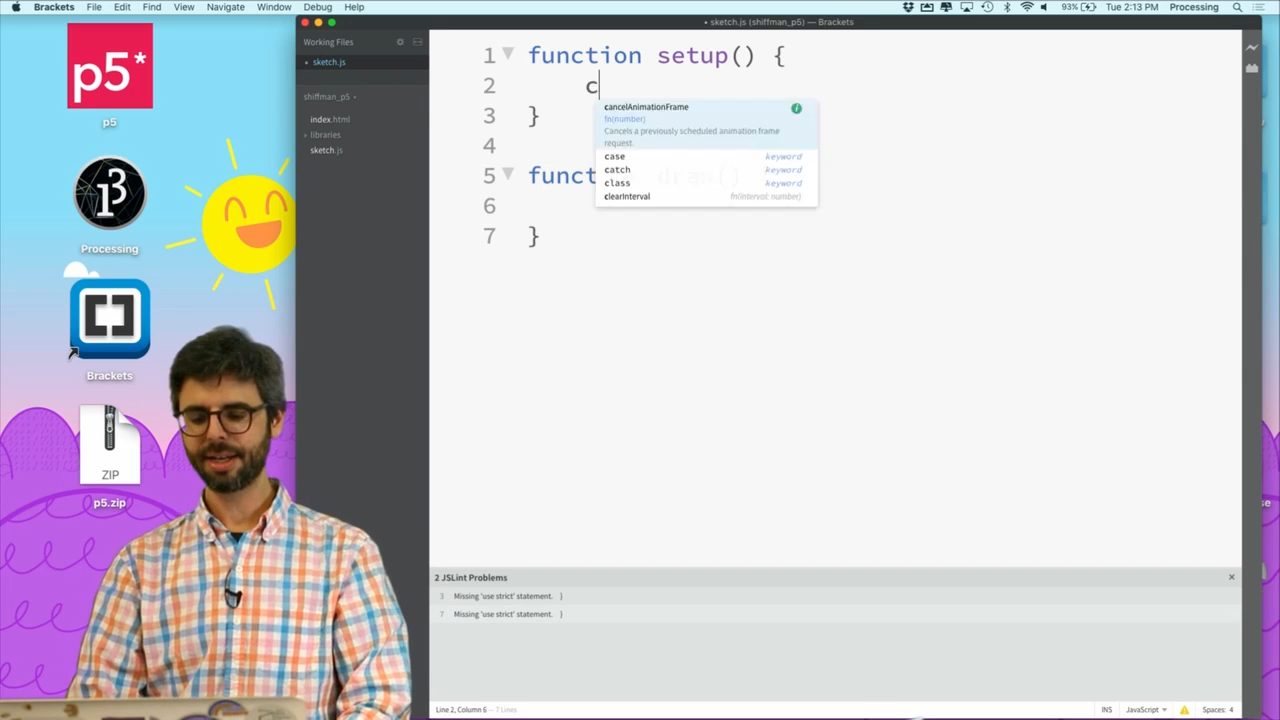 Brackets File Edit Find View Navigate Window Debug Help
93% Tue 2:13 PM Processing
• sketch.js (shiffman_p5) — Brackets
p5*
p5
Processing
Brackets
ZIP
p5.zip
Working Files
• sketch.js
shiffman_p5
index.html
libraries
sketch.js
1 function setup() {
2 c
3 }
4
5 funct
6
7 }
cancelAnimationFrame
fn(number)
Cancels a previously scheduled animation frame
request.
case keyword
catch keyword
class keyword
clearInterval fn(interval: number)
2 JSLint Problems
3 Missing 'use strict' statement. }
7 Missing 'use strict' statement. }
Line 2, Column 6 — 7 Lines
INS JavaScript Spaces: 4